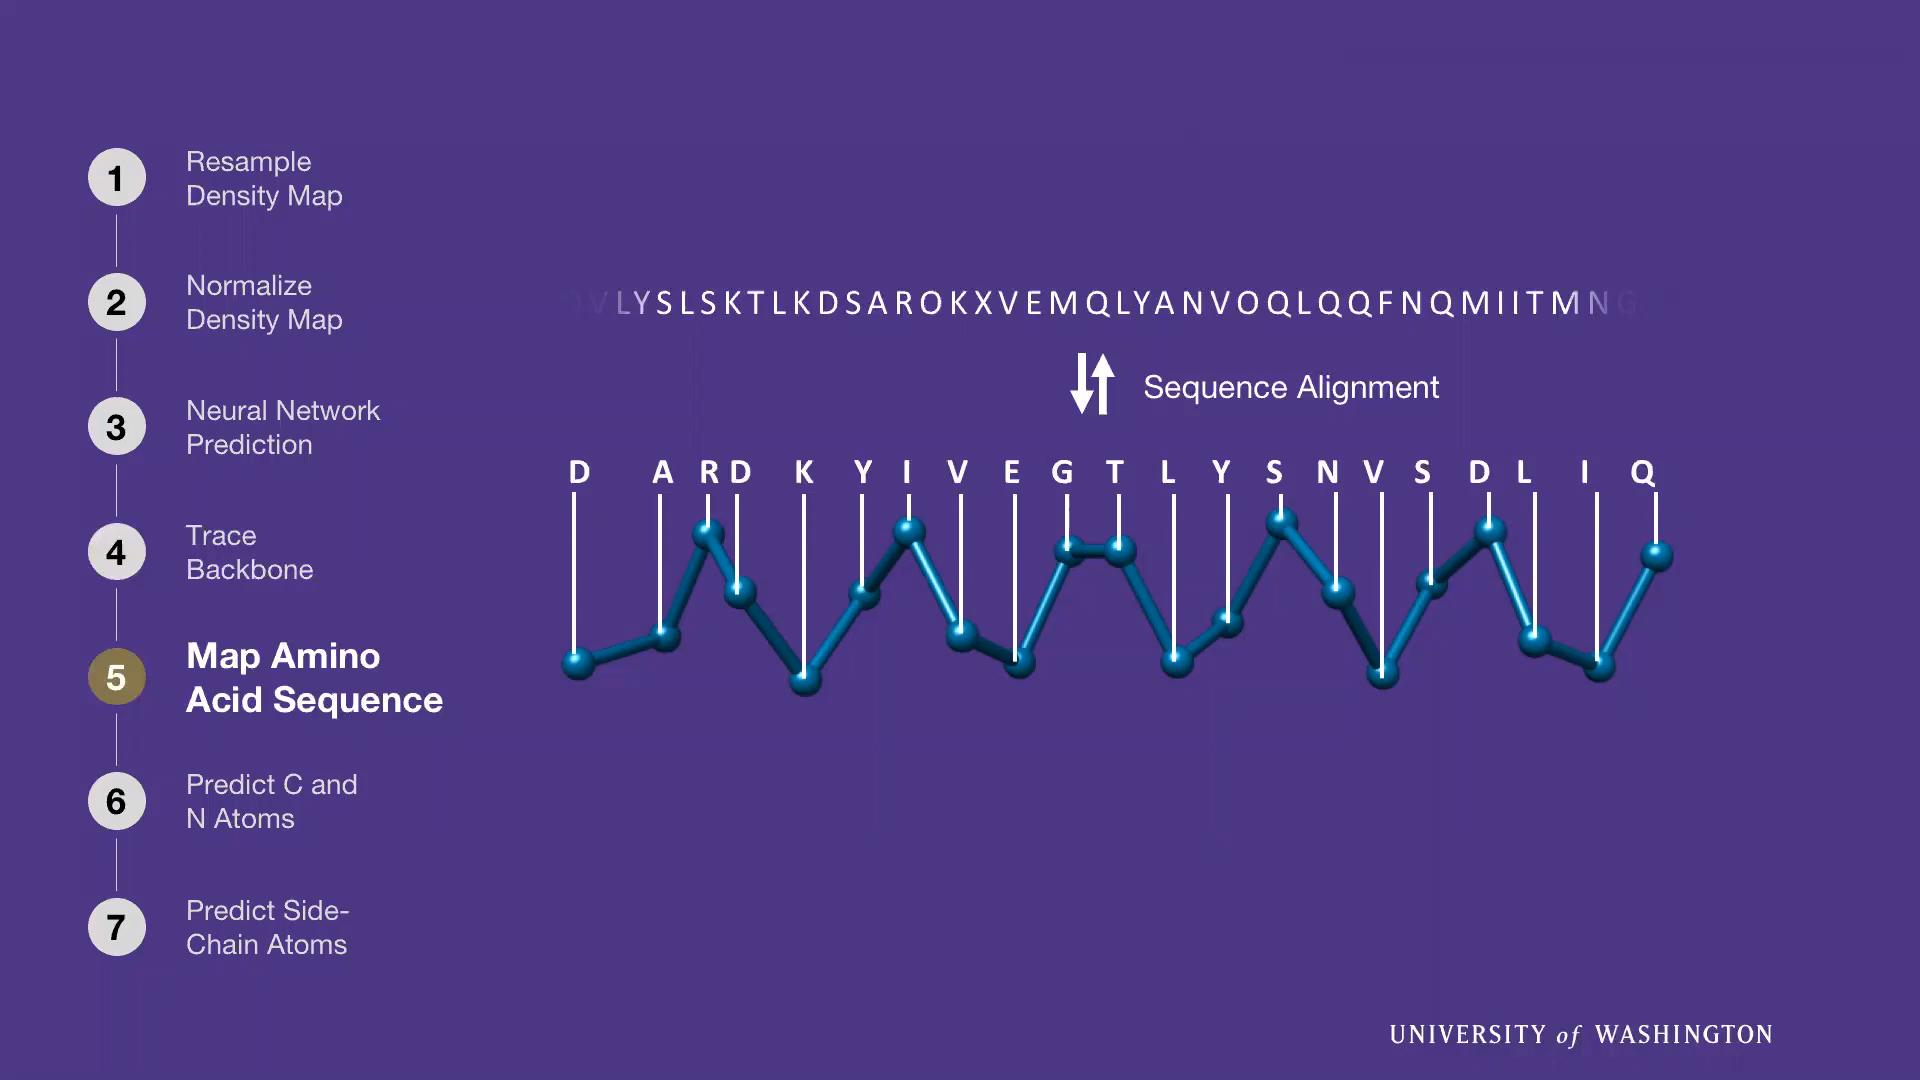 1
Resample
Density Map
2
Normalize
Density Map
3
Neural Network
Prediction
4
Trace
Backbone
5
Map Amino
Acid Sequence
6
Predict C and
N Atoms
7
Predict Side-
Chain Atoms
V L Y S L S K T L K D S A R O K X V E M Q L Y A N V O Q L Q Q F N Q M I I T M N G
Sequence Alignment
D A R D K Y I V E G T L Y S N V S D L I Q
UNIVERSITY of WASHINGTON